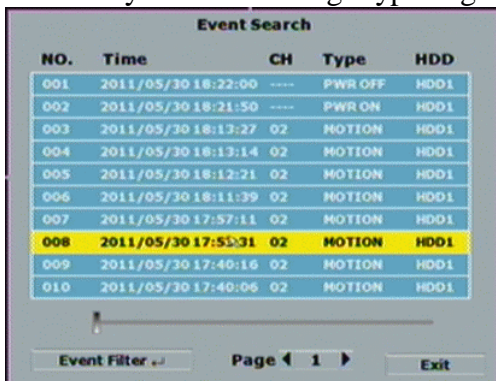 Event Search
NO. Time CH Type HDD
001 2011/05/30 18:22:00 ---- PWR OFF HDD1
002 2011/05/30 18:21:50 ---- PWR ON HDD1
003 2011/05/30 18:13:27 02 MOTION HDD1
004 2011/05/30 18:13:14 02 MOTION HDD1
005 2011/05/30 18:12:21 02 MOTION HDD1
006 2011/05/30 18:11:39 02 MOTION HDD1
007 2011/05/30 17:57:11 02 MOTION HDD1
008 2011/05/30 02 MOTION HDD1
009 2011/05/30 17:40:16 02 MOTION HDD1
010 2011/05/30 17:40:06 02 MOTION HDD1
Event Filter Page 1 Exit